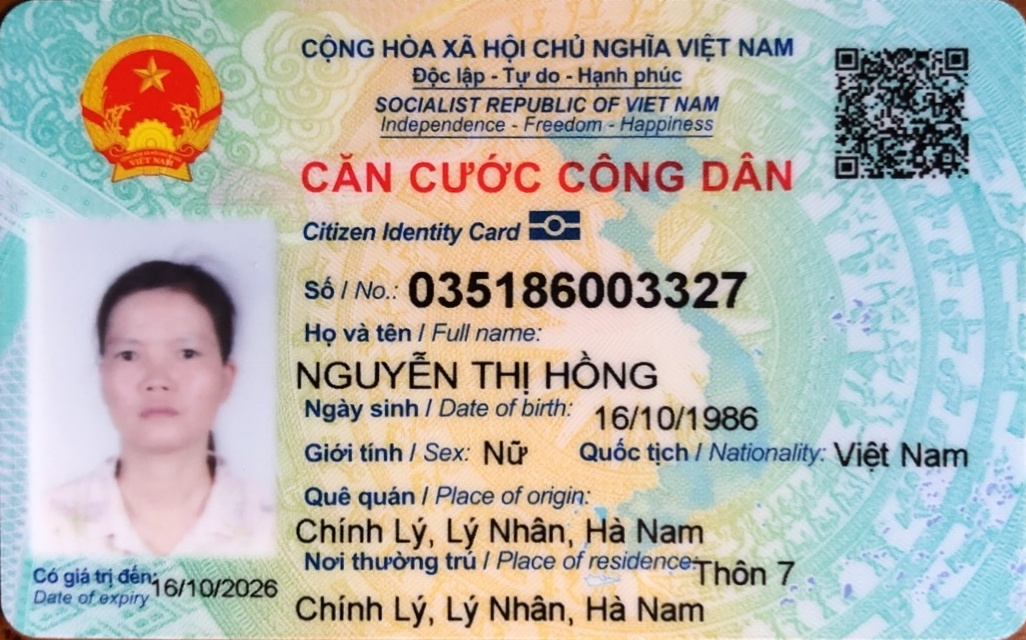 CỘNG HÒA XÃ HỘI CHỦ NGHĨA VIỆT NAM
Độc lập - Tự do - Hạnh phúc
SOCIALIST REPUBLIC OF VIET NAM
Independence - Freedom - Happiness
VIỆT NAM
CĂN CƯỚC CÔNG DÂN
Citizen Identity Card
Số / No.: 035186003327
Họ và tên / Full name:
NGUYỄN THỊ HỒNG
Ngày sinh / Date of birth: 16/10/1986
Giới tính / Sex: Nữ Quốc tịch / Nationality: Việt Nam
Quê quán / Place of origin:
Chính Lý, Lý Nhân, Hà Nam
Nơi thường trú / Place of residence: Thôn 7
Chính Lý, Lý Nhân, Hà Nam
Có giá trị đến: 16/10/2026
Date of expiry